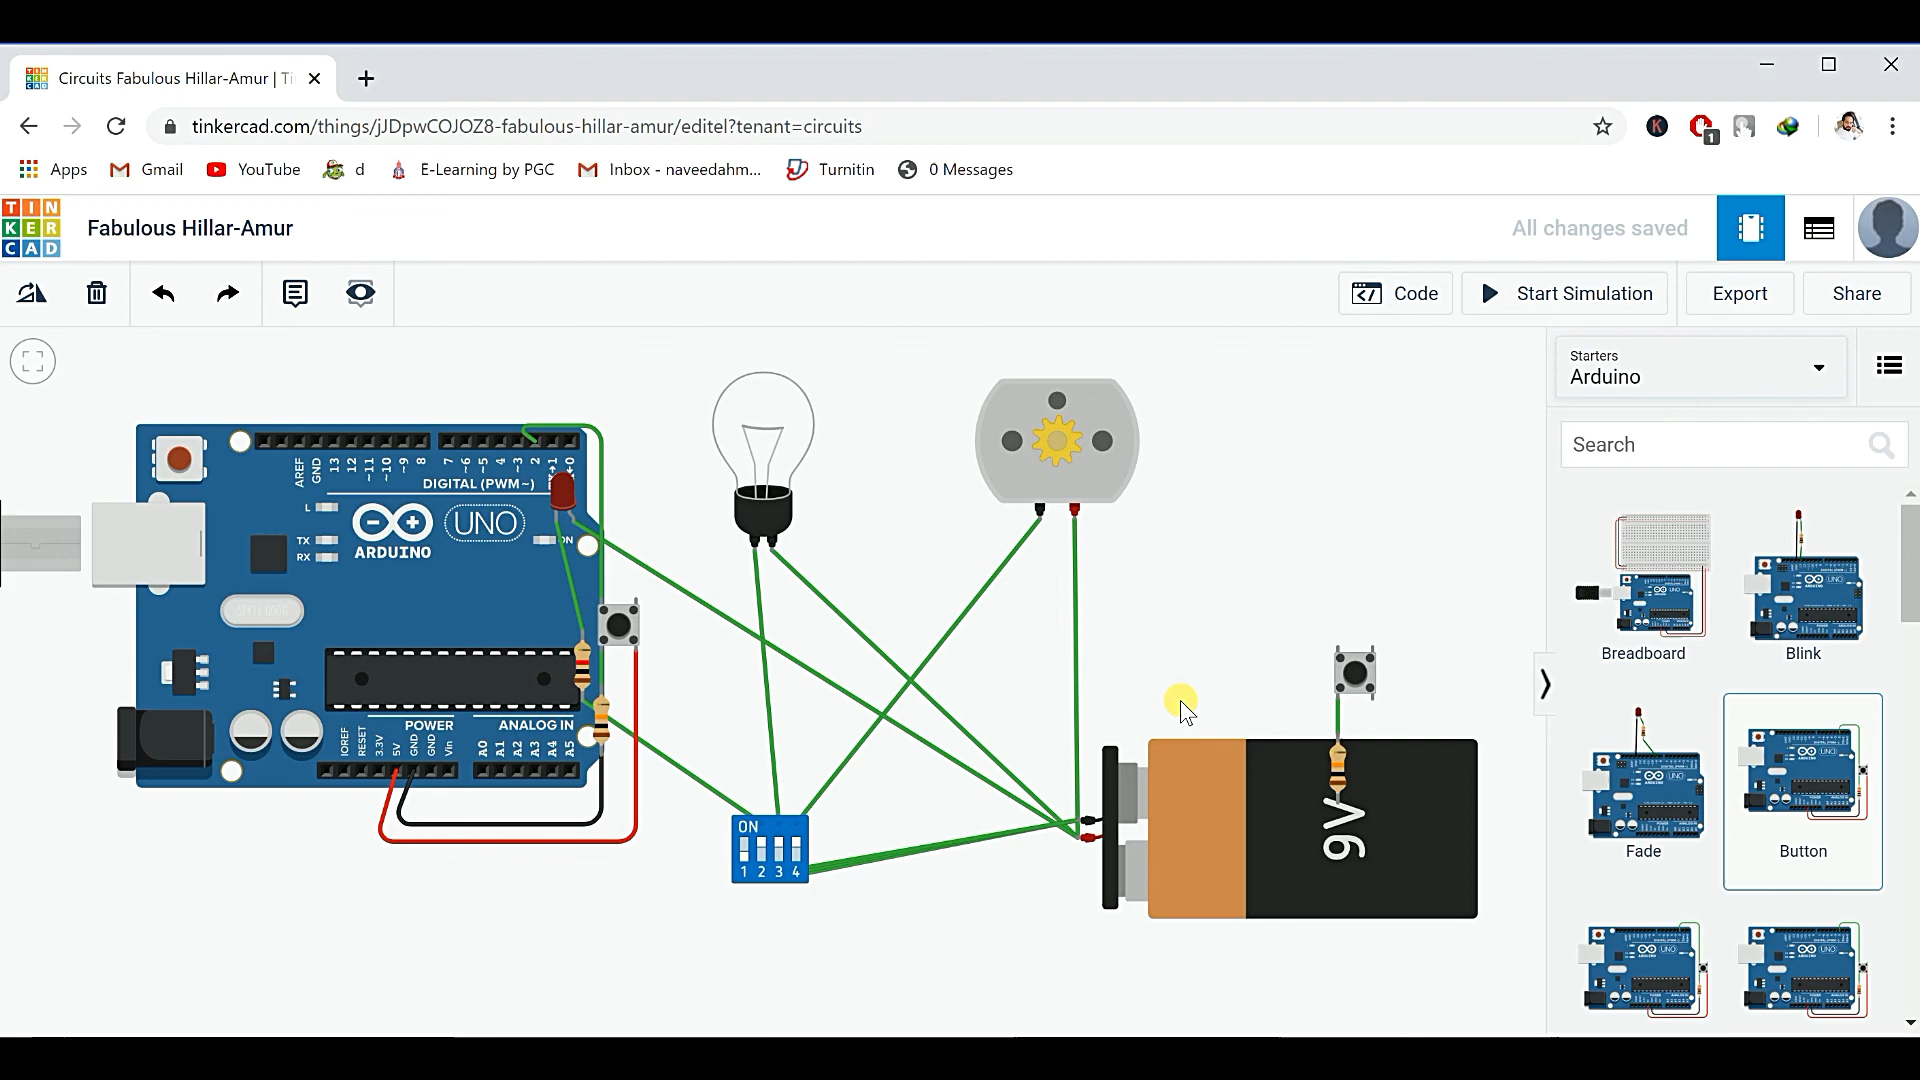 Circuits Fabulous Hillar-Amur | Ti
tinkercad.com/things/jJDpwCOJOZ8-fabulous-hillar-amur/editel?tenant=circuits
K
1
Apps
Gmail
YouTube
d
E-Learning by PGC
Inbox - naveedahm...
Turnitin
0 Messages
TIN
KER
CAD
Fabulous Hillar-Amur
All changes saved
Code
Start Simulation
Export
Share
Starters
Arduino
Search
AREF GND 13 12 ~11 ~10 ~9 8 7 ~6 ~5 4 ~3 2
DIGITAL (PWM~)
L
TX
RX
UNO
ON
ARDUINO
POWER
ANALOG IN
IOREF RESET 3.3V 5V GND GND Vin A0 A1 A2 A3 A4 A5
ON
1 2 3 4
9V
Breadboard
Blink
Fade
Button